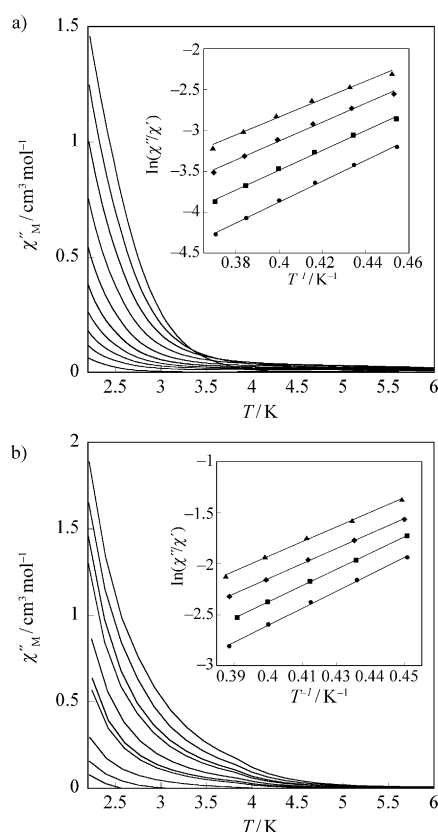 a)
1.5
1
0.5
0
χ″M / cm³ mol⁻¹
2.5 3 3.5 4 4.5 5 5.5 6
T / K
−2
−2.5
−3
−3.5
−4
−4.5
ln(χ″/χ′)
0.38 0.4 0.42 0.44 0.46
T⁻¹ / K⁻¹
b)
2
1.5
1
0.5
0
χ″M / cm³ mol⁻¹
2.5 3 3.5 4 4.5 5 5.5 6
T / K
−1
−1.5
−2
−2.5
−3
ln(χ″/χ′)
0.39 0.4 0.41 0.42 0.43 0.44 0.45
T⁻¹ / K⁻¹